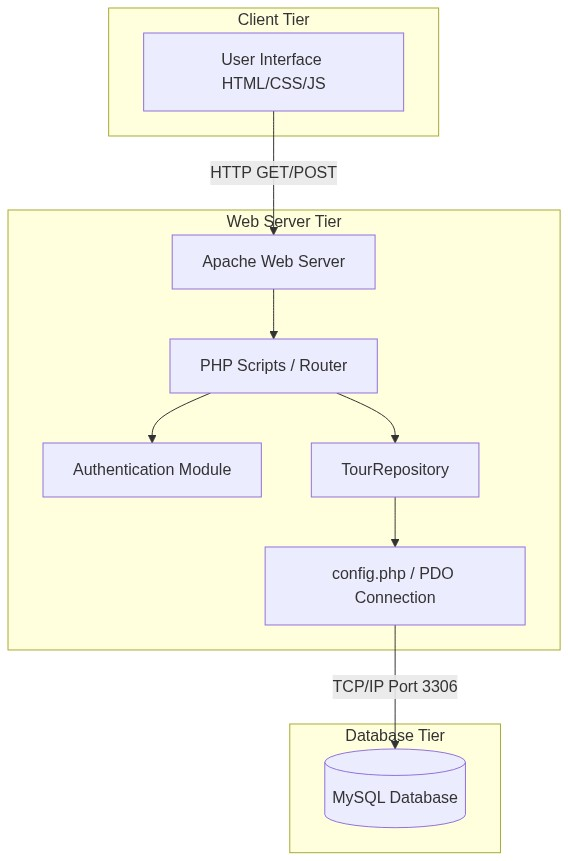 Client Tier
User Interface
HTML/CSS/JS
HTTP GET/POST
Web Server Tier
Apache Web Server
PHP Scripts / Router
Authentication Module
TourRepository
config.php / PDO
Connection
TCP/IP Port 3306
Database Tier
MySQL Database